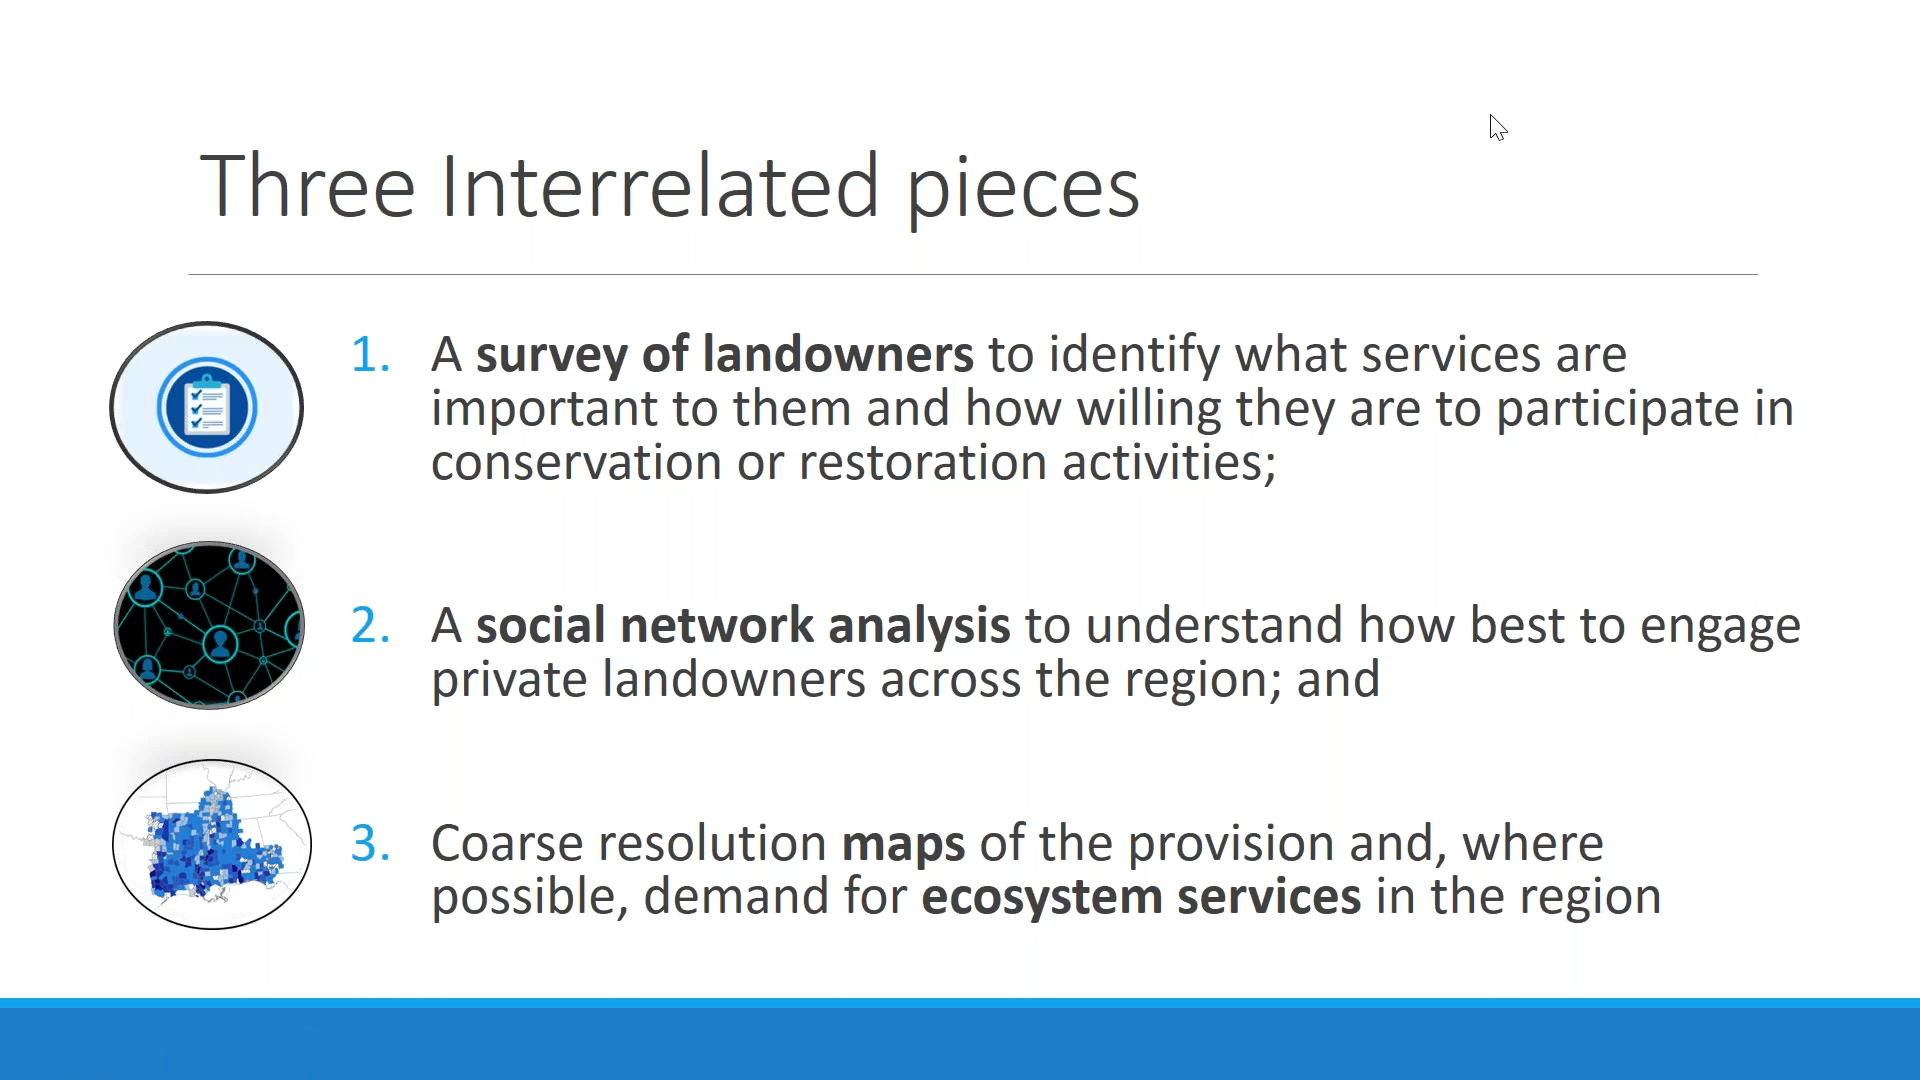 Three Interrelated pieces
1. A survey of landowners to identify what services are
important to them and how willing they are to participate in
conservation or restoration activities;
2. A social network analysis to understand how best to engage
private landowners across the region; and
3. Coarse resolution maps of the provision and, where
possible, demand for ecosystem services in the region